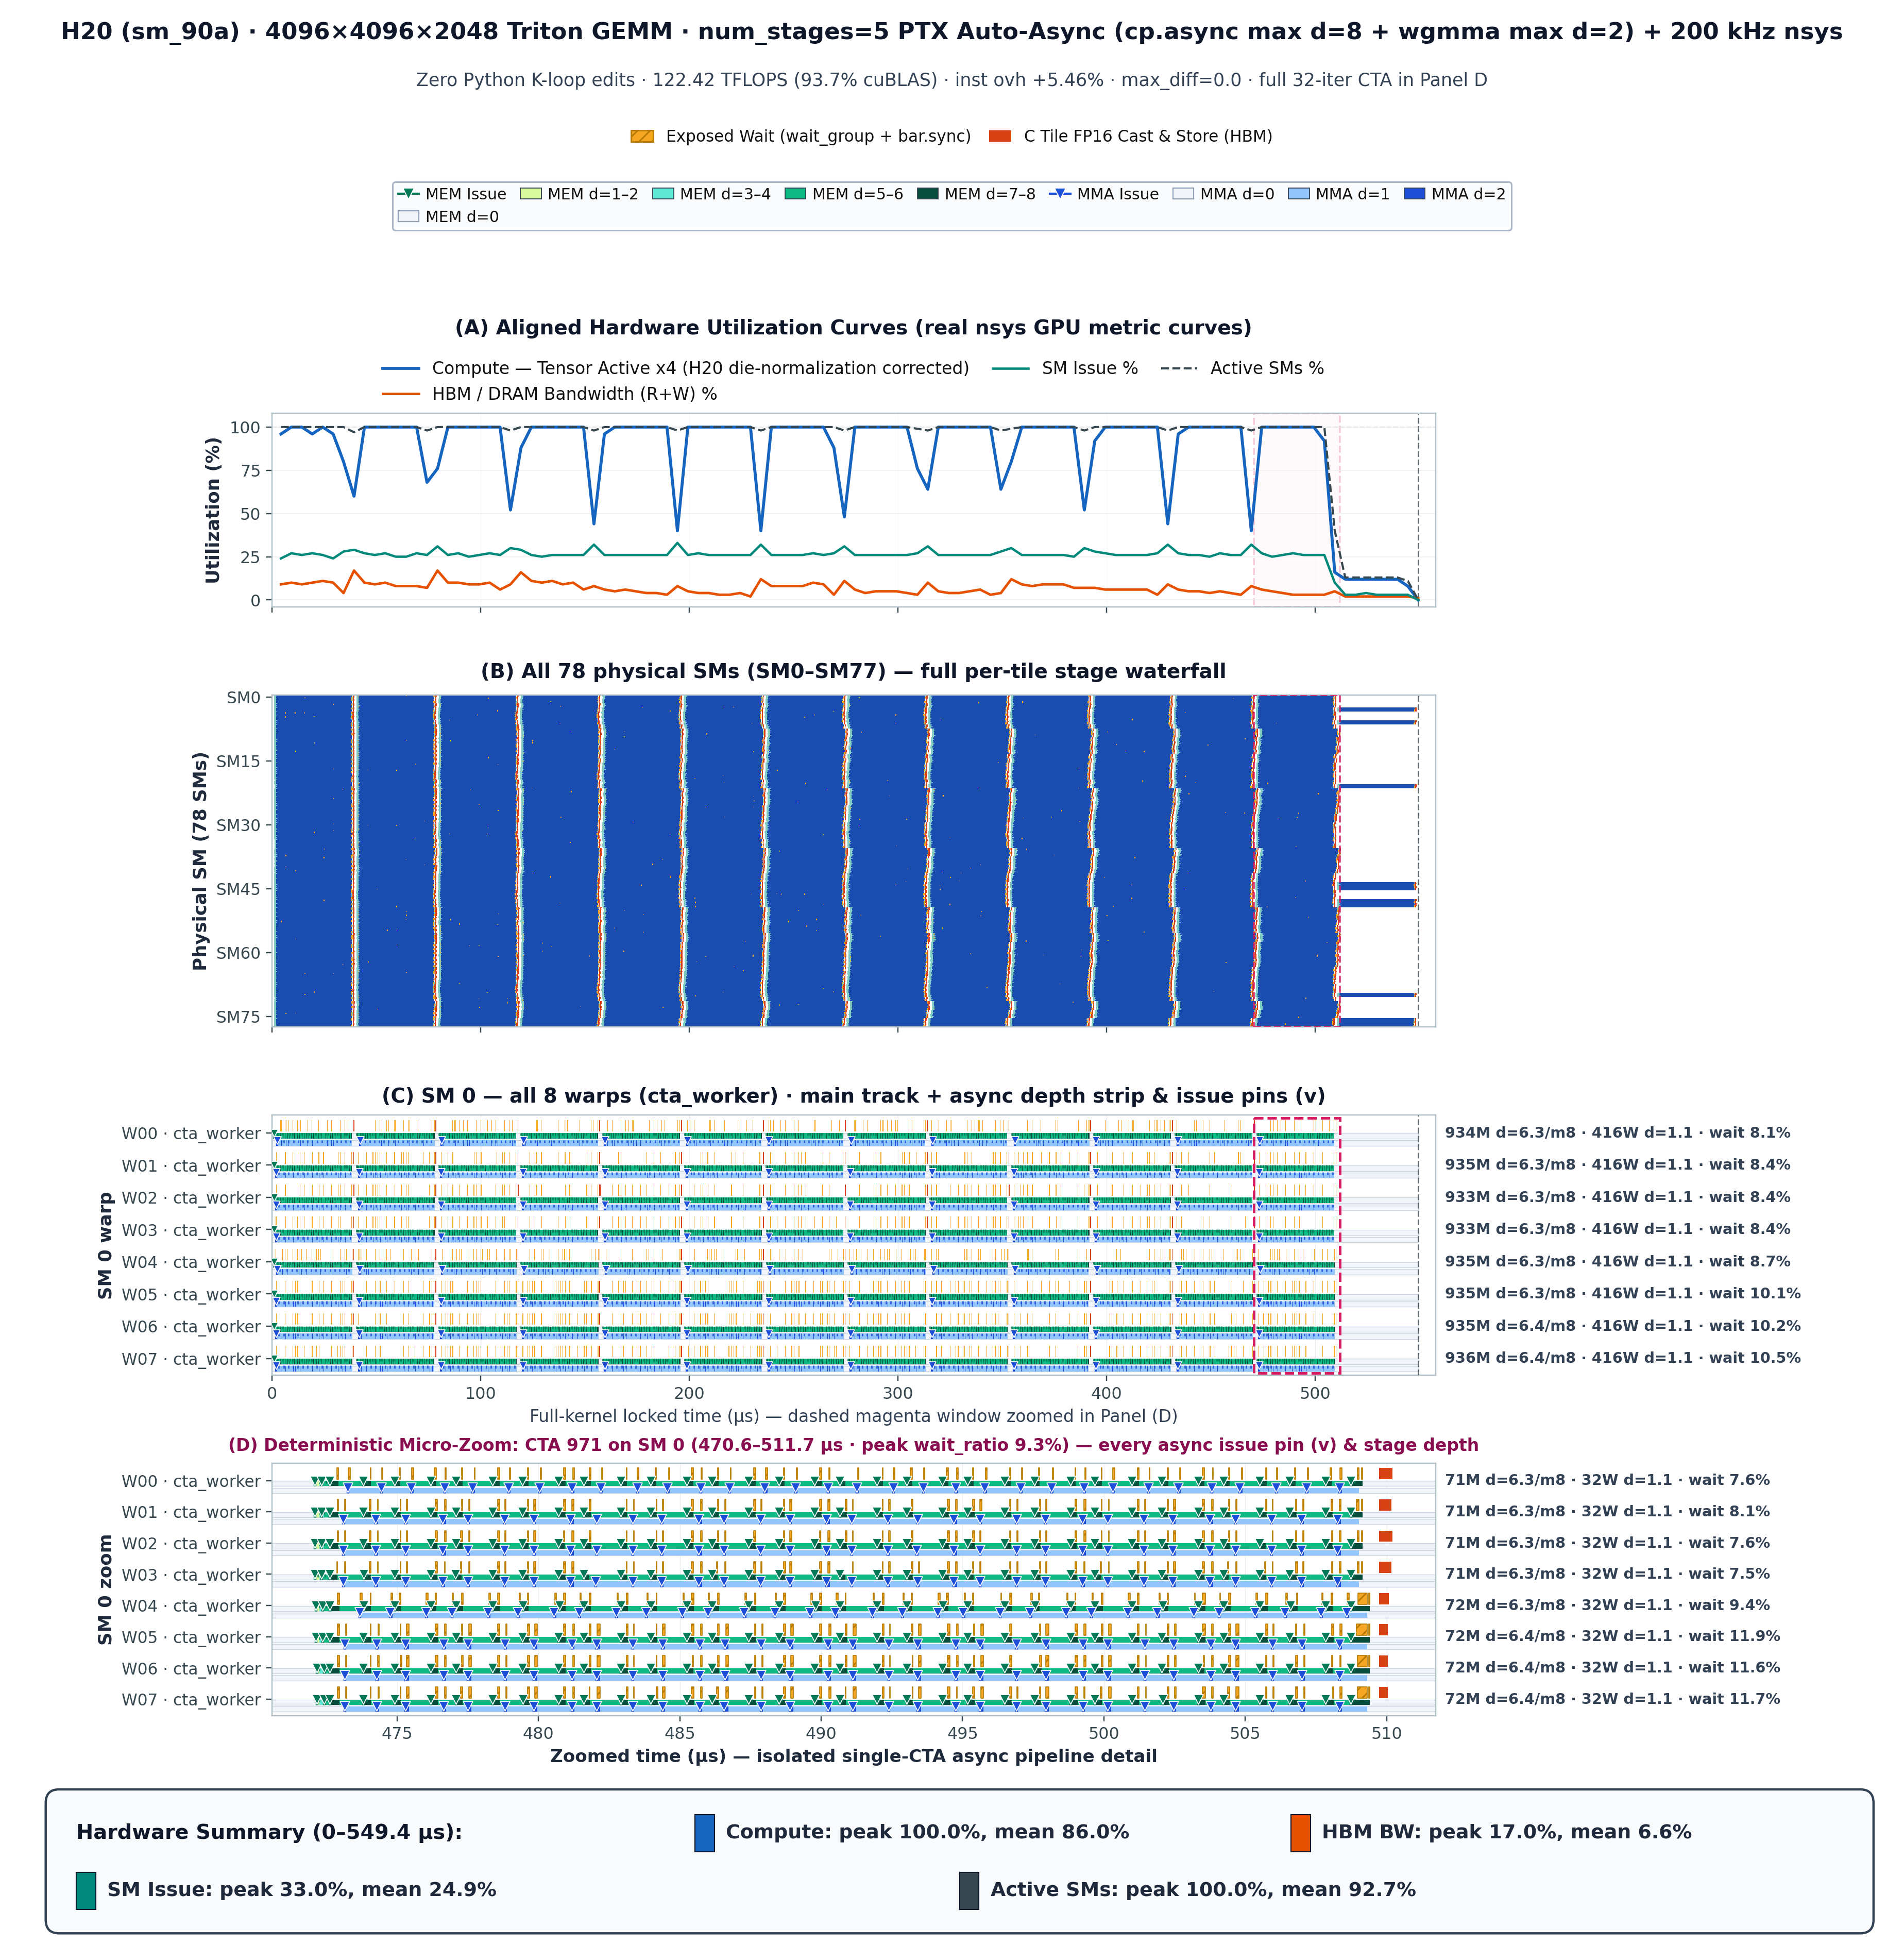 H20 (sm_90a) · 4096×4096×2048 Triton GEMM · num_stages=5 PTX Auto-Async (cp.async max d=8 + wgmma max d=2) + 200 kHz nsys
Zero Python K-loop edits · 122.42 TFLOPS (93.7% cuBLAS) · inst ovh +5.46% · max_diff=0.0 · full 32-iter CTA in Panel D
Exposed Wait (wait_group + bar.sync) C Tile FP16 Cast & Store (HBM)
MEM Issue MEM d=1–2 MEM d=3–4 MEM d=5–6 MEM d=7–8 MMA Issue MMA d=0 MMA d=1 MMA d=2
MEM d=0
(A) Aligned Hardware Utilization Curves (real nsys GPU metric curves)
Compute — Tensor Active x4 (H20 die-normalization corrected) SM Issue % Active SMs %
HBM / DRAM Bandwidth (R+W) %
Utilization (%)
100
75
50
25
0
(B) All 78 physical SMs (SM0–SM77) — full per-tile stage waterfall
Physical SM (78 SMs)
SM0
SM15
SM30
SM45
SM60
SM75
(C) SM 0 — all 8 warps (cta_worker) · main track + async depth strip & issue pins (v)
SM 0 warp
W00 · cta_worker 934M d=6.3/m8 · 416W d=1.1 · wait 8.1%
W01 · cta_worker 935M d=6.3/m8 · 416W d=1.1 · wait 8.4%
W02 · cta_worker 933M d=6.3/m8 · 416W d=1.1 · wait 8.4%
W03 · cta_worker 933M d=6.3/m8 · 416W d=1.1 · wait 8.4%
W04 · cta_worker 935M d=6.3/m8 · 416W d=1.1 · wait 8.7%
W05 · cta_worker 935M d=6.3/m8 · 416W d=1.1 · wait 10.1%
W06 · cta_worker 935M d=6.4/m8 · 416W d=1.1 · wait 10.2%
W07 · cta_worker 936M d=6.4/m8 · 416W d=1.1 · wait 10.5%
0 100 200 300 400 500
Full-kernel locked time (µs) — dashed magenta window zoomed in Panel (D)
(D) Deterministic Micro-Zoom: CTA 971 on SM 0 (470.6–511.7 µs · peak wait_ratio 9.3%) — every async issue pin (v) & stage depth
SM 0 zoom
W00 · cta_worker 71M d=6.3/m8 · 32W d=1.1 · wait 7.6%
W01 · cta_worker 71M d=6.3/m8 · 32W d=1.1 · wait 8.1%
W02 · cta_worker 71M d=6.3/m8 · 32W d=1.1 · wait 7.6%
W03 · cta_worker 71M d=6.3/m8 · 32W d=1.1 · wait 7.5%
W04 · cta_worker 72M d=6.3/m8 · 32W d=1.1 · wait 9.4%
W05 · cta_worker 72M d=6.4/m8 · 32W d=1.1 · wait 11.9%
W06 · cta_worker 72M d=6.4/m8 · 32W d=1.1 · wait 11.6%
W07 · cta_worker 72M d=6.4/m8 · 32W d=1.1 · wait 11.7%
475 480 485 490 495 500 505 510
Zoomed time (µs) — isolated single-CTA async pipeline detail
Hardware Summary (0–549.4 µs): Compute: peak 100.0%, mean 86.0% HBM BW: peak 17.0%, mean 6.6%
SM Issue: peak 33.0%, mean 24.9% Active SMs: peak 100.0%, mean 92.7%